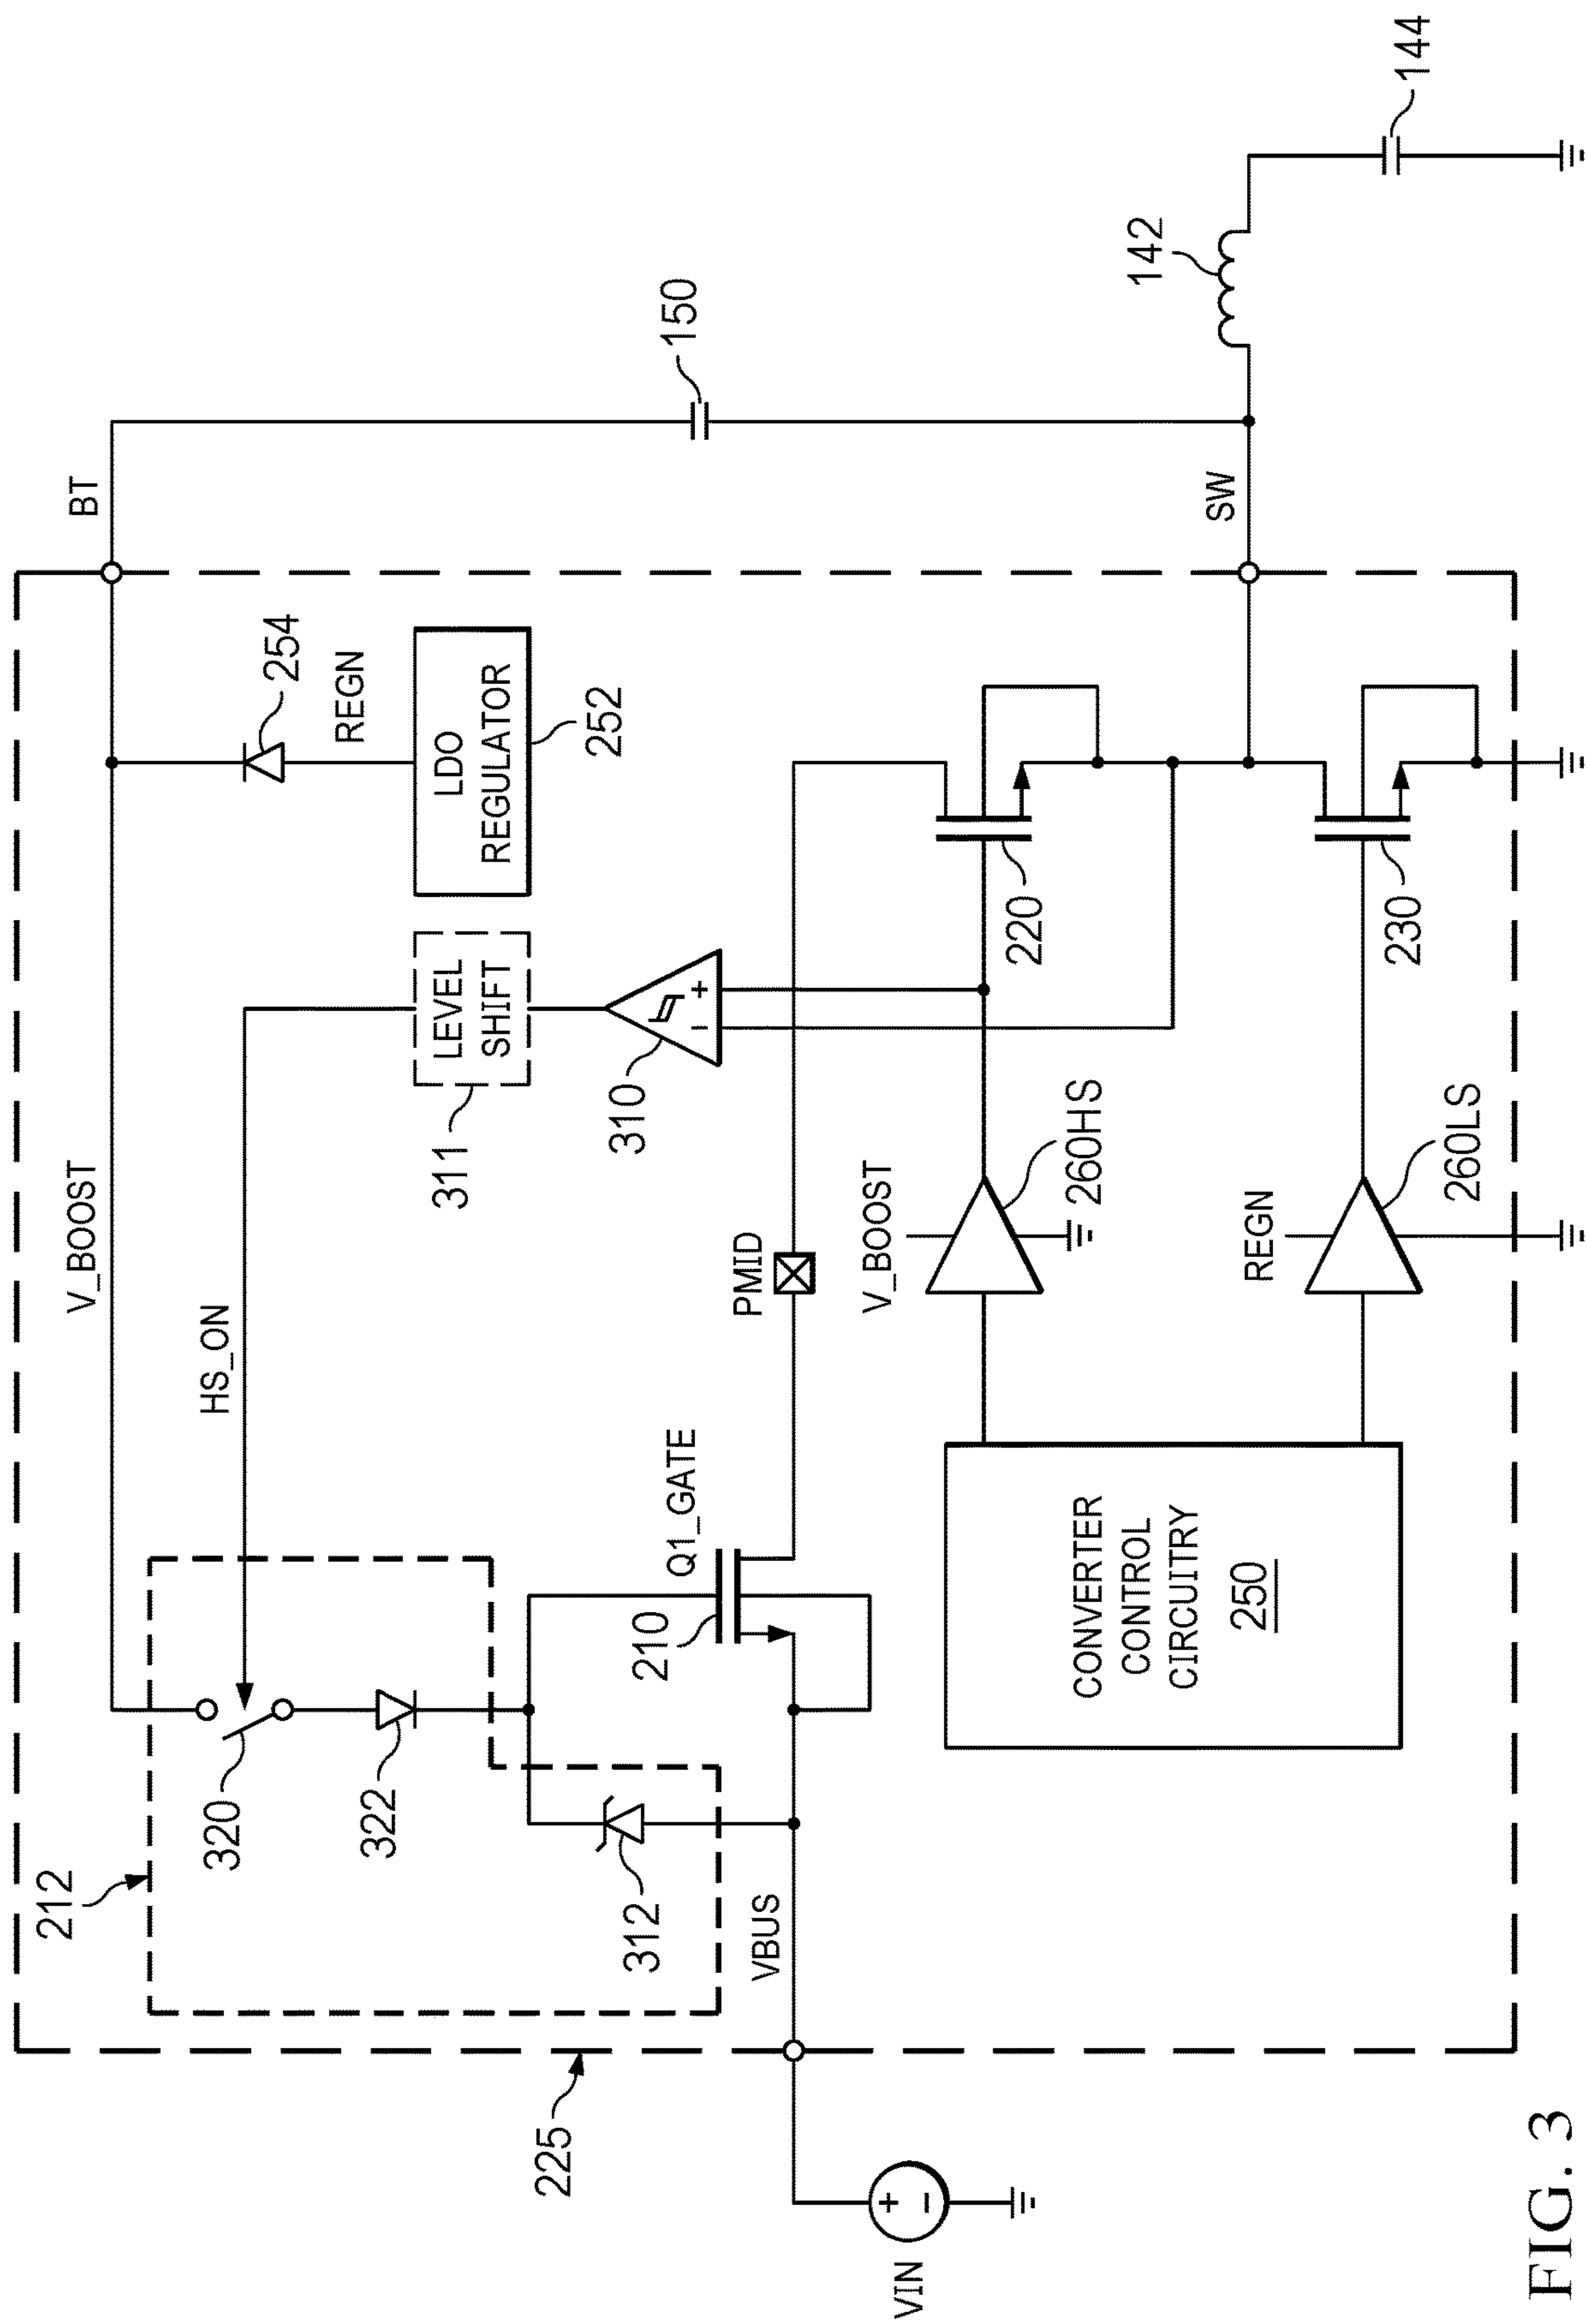 212
320
322
312
225
VIN
+
−
VBUS
V_BOOST
HS_ON
BT
254
REGN
LDO
REGULATOR
252
LEVEL
SHIFT
311
310
−
+
Q1_GATE
210
PMID
V_BOOST
260HS
220
REGN
260LS
230
CONVERTER
CONTROL
CIRCUITRY
250
SW
150
142
144
FIG. 3